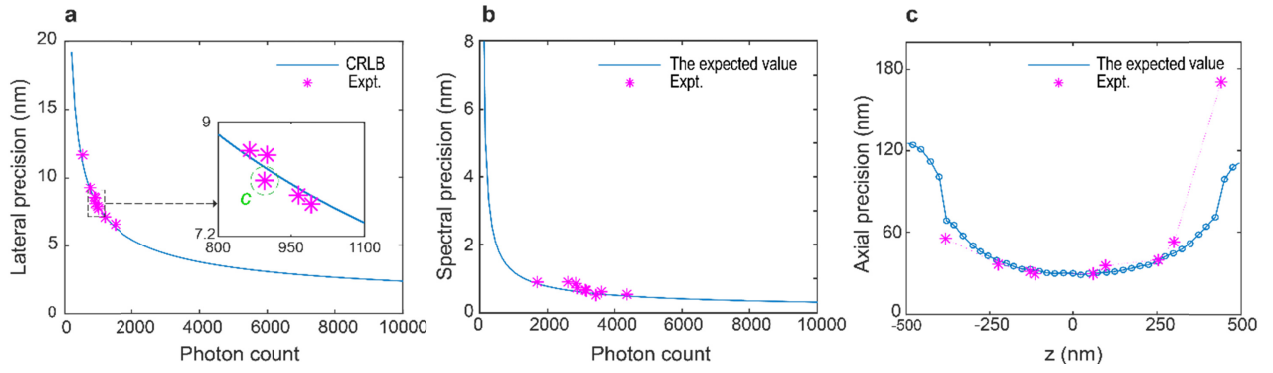 a
20
15
10
5
0
0
2000
4000
6000
8000
10000
Lateral precision (nm)
Photon count
CRLB
Expt.
9
7.2
800
950
1100
C
b
8
6
4
2
0
0
2000
4000
6000
8000
10000
Spectral precision (nm)
Photon count
The expected value
Expt.
c
180
120
60
0
-500
-250
0
250
500
Axial precision (nm)
z (nm)
The expected value
Expt.